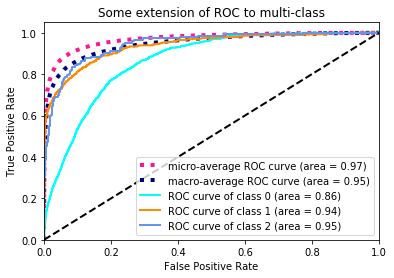 Some extension of ROC to multi-class
True Positive Rate
1.0
0.8
0.6
0.4
0.2
0.0
micro-average ROC curve (area = 0.97)
macro-average ROC curve (area = 0.95)
ROC curve of class 0 (area = 0.86)
ROC curve of class 1 (area = 0.94)
ROC curve of class 2 (area = 0.95)
0.0 0.2 0.4 0.6 0.8 1.0
False Positive Rate